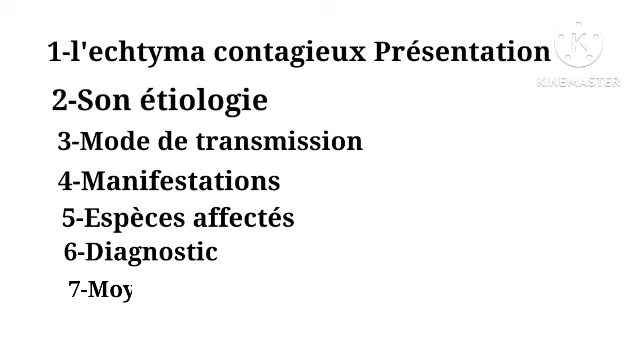 1-l'echtyma contagieux Présentation
KINEMASTER
2-Son étiologie
3-Mode de transmission
4-Manifestations
5-Espèces affectés
6-Diagnostic
7-Moy